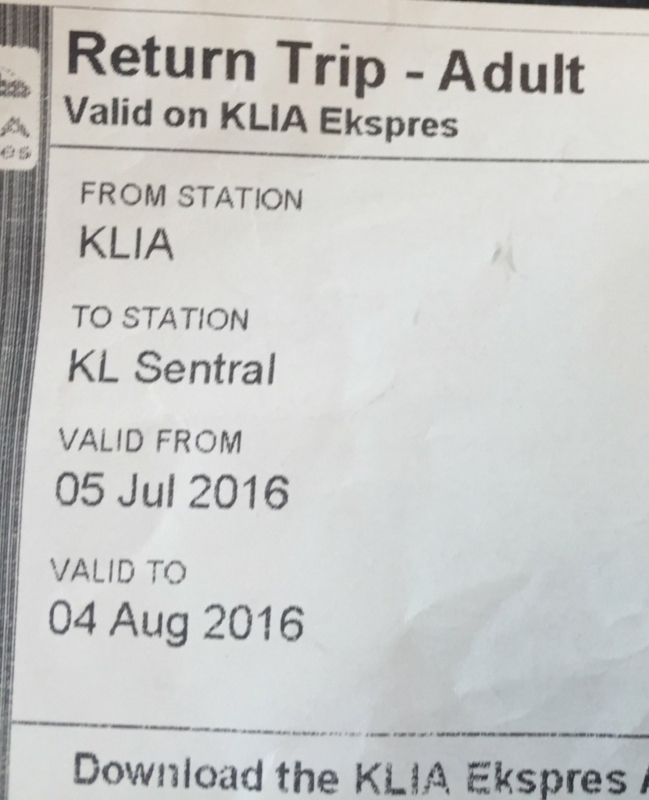 Return Trip - Adult
Valid on KLIA Ekspres
FROM STATION
KLIA
TO STATION
KL Sentral
VALID FROM
05 Jul 2016
VALID TO
04 Aug 2016
Download the KLIA Ekspres